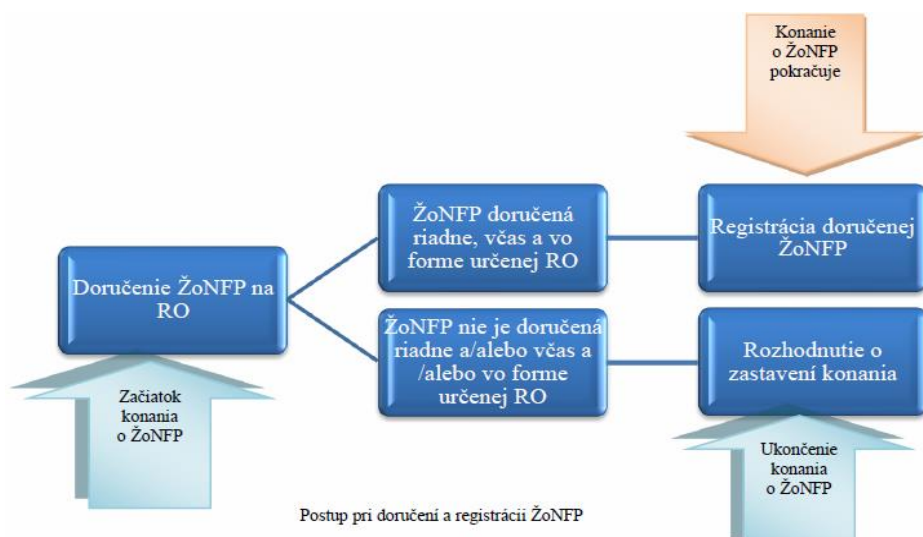 Konanie
o ŽoNFP
pokračuje
ŽoNFP doručená
riadne, včas a vo
forme určenej RO
Registrácia doručenej
ŽoNFP
Doručenie ŽoNFP na
RO
ŽoNFP nie je doručená
riadne a/alebo včas a
/alebo vo forme
určenej RO
Rozhodnutie o
zastavení konania
Začiatok
konania
o ŽoNFP
Ukončenie
konania
o ŽoNFP
Postup pri doručení a registrácii ŽoNFP